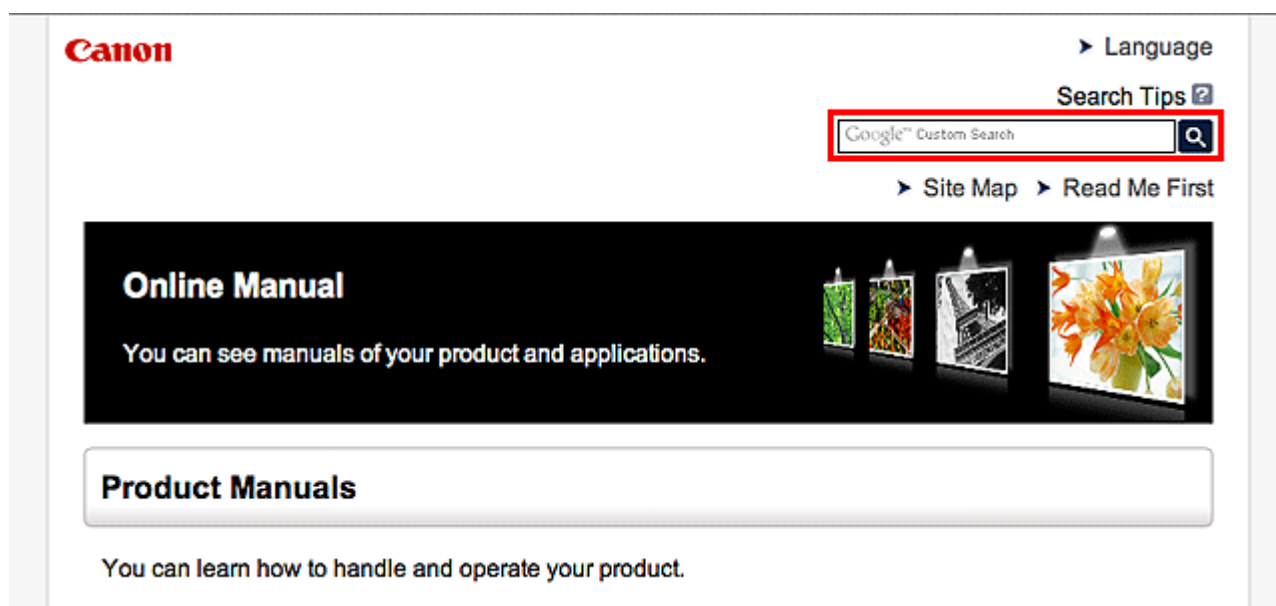 Canon
Language
Search Tips ?
Google™ Custom Search
Site Map Read Me First
Online Manual
You can see manuals of your product and applications.
Product Manuals
You can learn how to handle and operate your product.